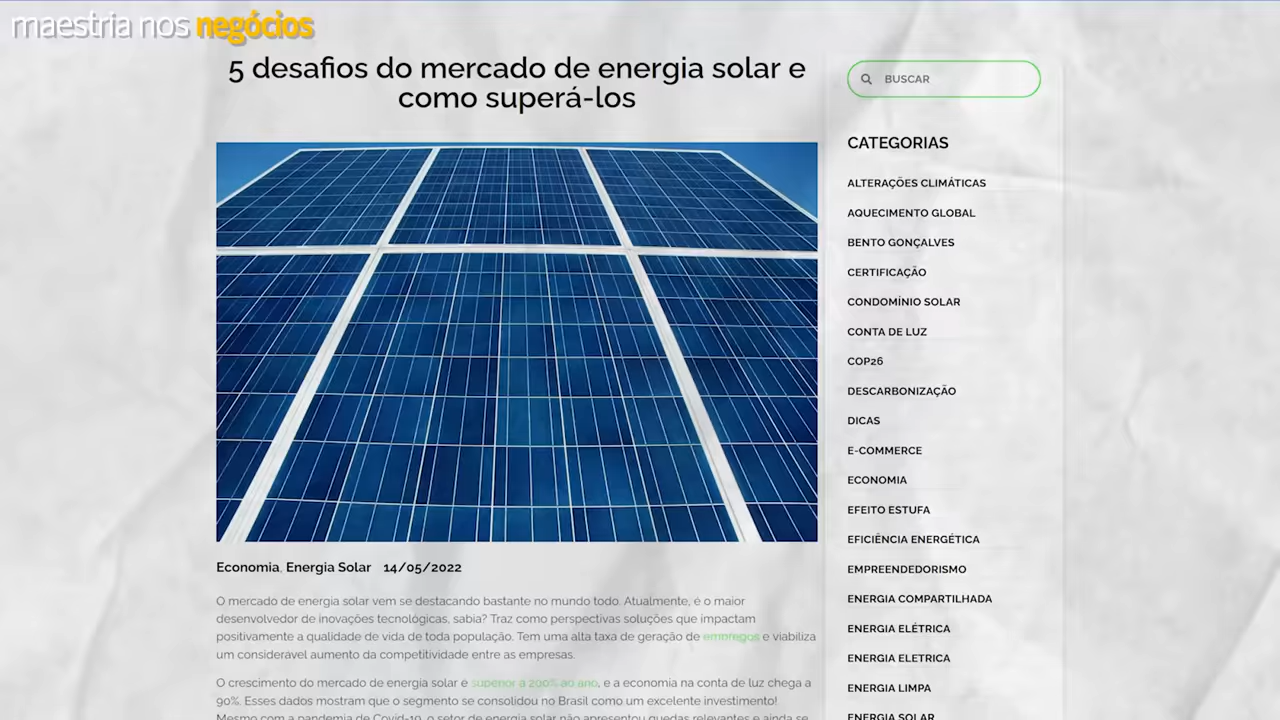 maestria nos negócios
5 desafios do mercado de energia solar e
como superá-los
BUSCAR
CATEGORIAS
ALTERAÇÕES CLIMÁTICAS
AQUECIMENTO GLOBAL
BENTO GONÇALVES
CERTIFICAÇÃO
CONDOMÍNIO SOLAR
CONTA DE LUZ
COP26
DESCARBONIZAÇÃO
DICAS
E-COMMERCE
ECONOMIA
EFEITO ESTUFA
EFICIÊNCIA ENERGÉTICA
EMPREENDEDORISMO
ENERGIA COMPARTILHADA
ENERGIA ELÉTRICA
ENERGIA ELETRICA
ENERGIA LIMPA
ENERGIA SOLAR
Economia, Energia Solar 14/05/2022
O mercado de energia solar vem se destacando bastante no mundo todo. Atualmente, é o maior
desenvolvedor de inovações tecnológicas, sabia? Traz como perspectivas soluções que impactam
positivamente a qualidade de vida de toda população. Tem uma alta taxa de geração de empregos e viabiliza
um considerável aumento da competitividade entre as empresas.
O crescimento do mercado de energia solar é superior a 200% ao ano, e a economia na conta de luz chega a
90%. Esses dados mostram que o segmento se consolidou no Brasil como um excelente investimento!
Mesmo com a pandemia de Covid-19, o setor de energia solar não apresentou quedas relevantes e ainda se